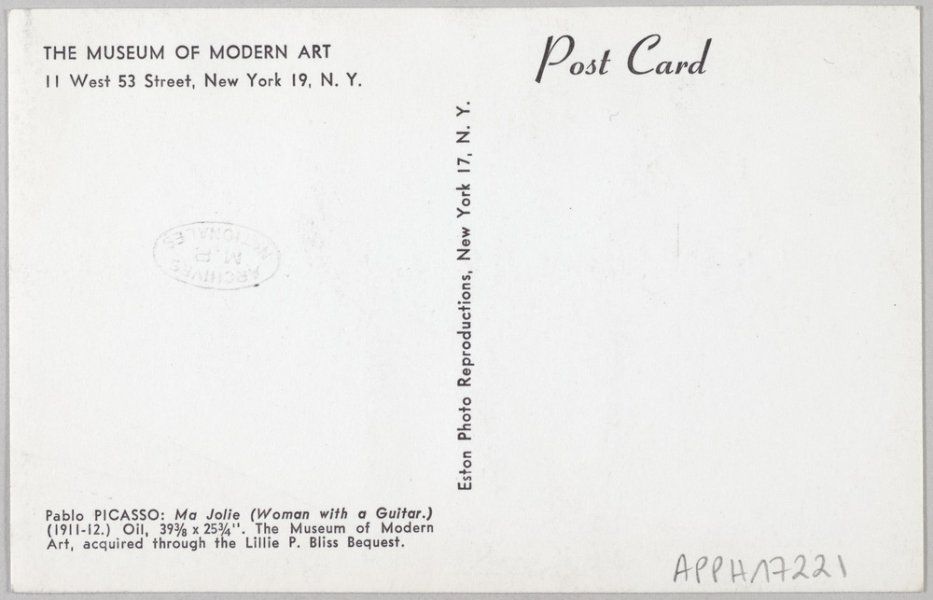 THE MUSEUM OF MODERN ART
11 West 53 Street, New York 19, N. Y.
Post Card
Eston Photo Reproductions, New York 17, N. Y.
ARCHIVES
M.P.
NATIONALES
Pablo PICASSO: Ma Jolie (Woman with a Guitar.)
(1911-12.) Oil, 39⅜ x 25¾". The Museum of Modern
Art, acquired through the Lillie P. Bliss Bequest.
APPH17221